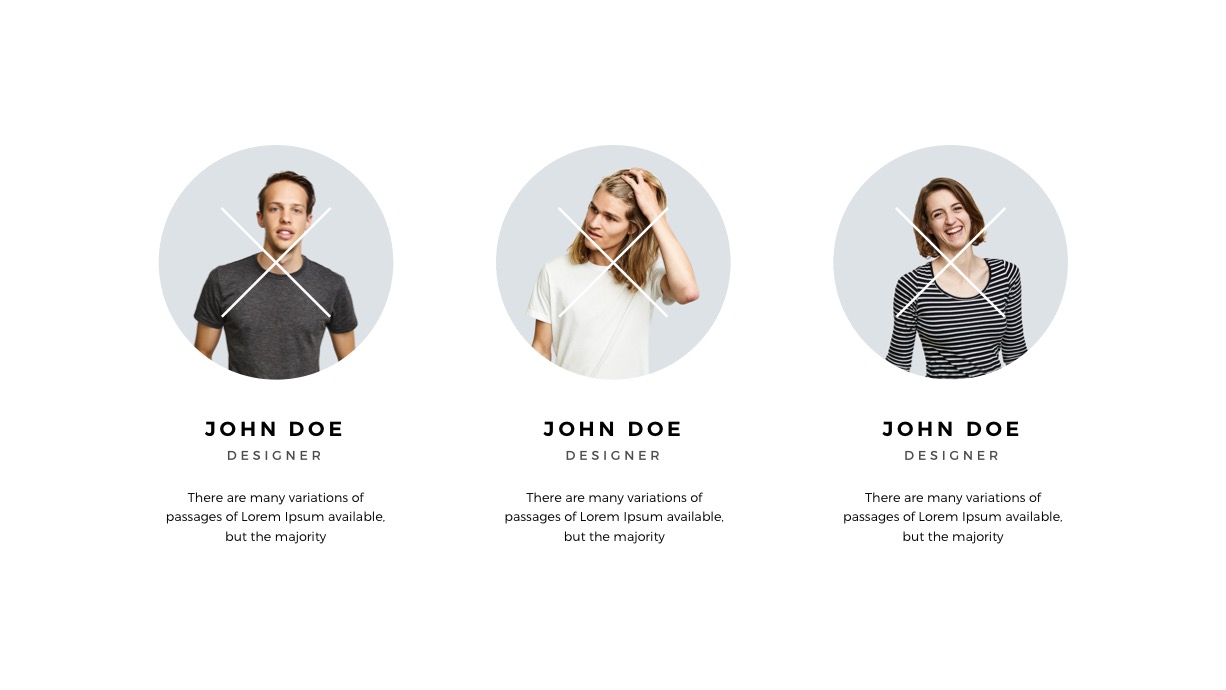 JOHN DOE
DESIGNER
There are many variations of
passages of Lorem Ipsum available,
but the majority
JOHN DOE
DESIGNER
There are many variations of
passages of Lorem Ipsum available,
but the majority
JOHN DOE
DESIGNER
There are many variations of
passages of Lorem Ipsum available,
but the majority